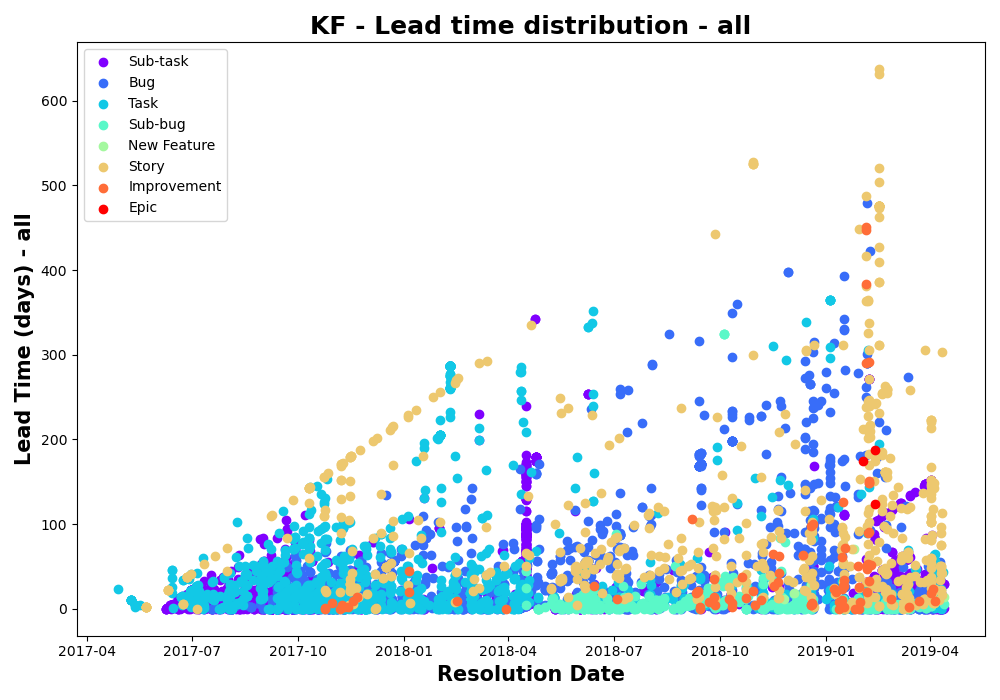 KF - Lead time distribution - all
Lead Time (days) - all
600
500
400
300
200
100
0
Sub-task
Bug
Task
Sub-bug
New Feature
Story
Improvement
Epic
2017-04 2017-07 2017-10 2018-01 2018-04 2018-07 2018-10 2019-01 2019-04
Resolution Date